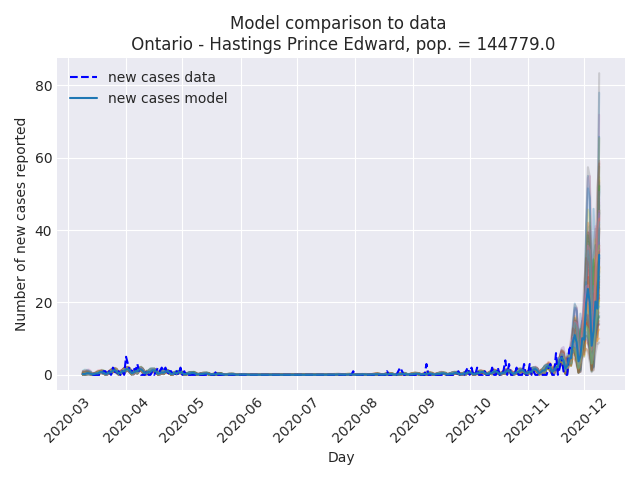 Model comparison to data
Ontario - Hastings Prince Edward, pop. = 144779.0
new cases data
new cases model
Number of new cases reported
80
60
40
20
0
2020-03
2020-04
2020-05
2020-06
2020-07
2020-08
2020-09
2020-10
2020-11
2020-12
Day